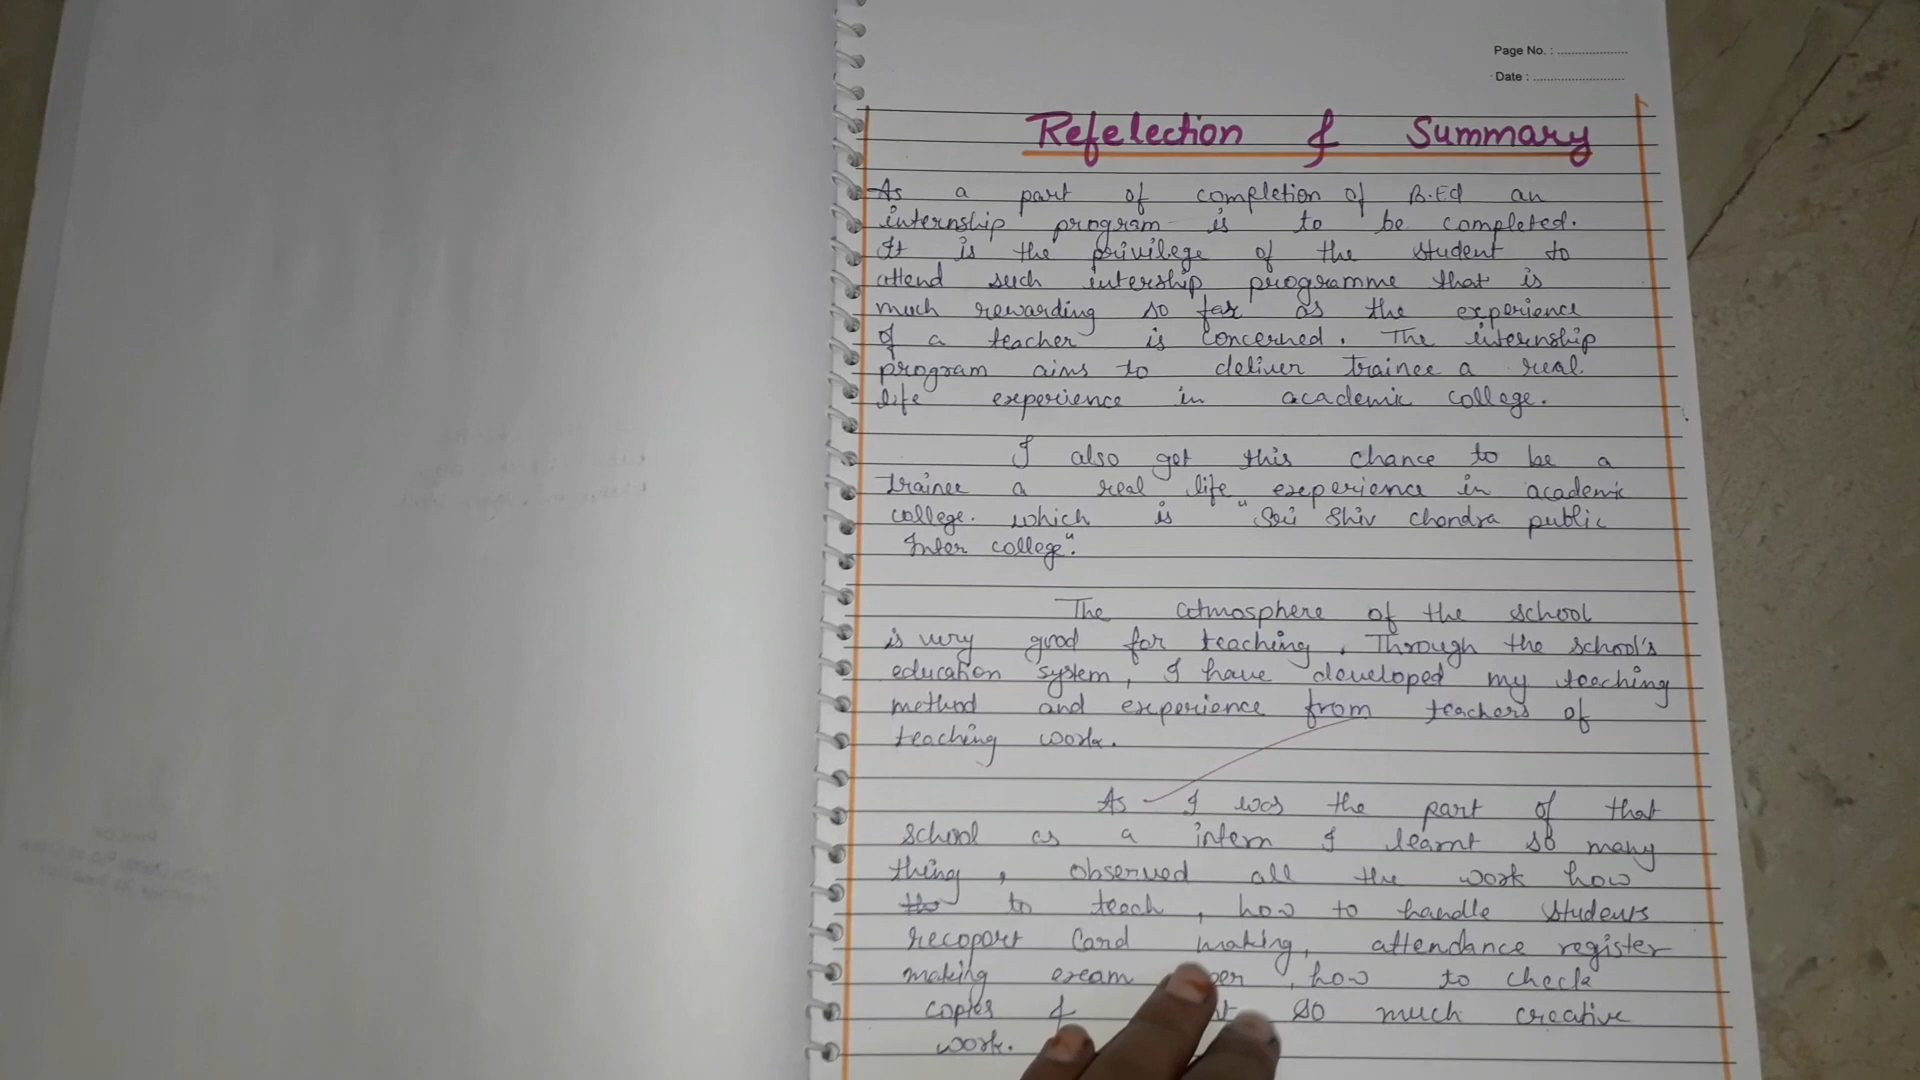 Page No. : ....................
Date : ..........................
Refelection & Summary
As a part of completion of B.Ed an
internship program is to be completed.
It is the privilege of the student to
attend such intership programme that is
much rewarding so far as the experience
of a teacher is concerned. The internship
program aims to deliver trainee a real
life experience in academic college.
I also get this chance to be a
trainee a real life experience in academic
college. which is "Sri Shiv Chandra public
Inter college".
The atmosphere of the school
is very good for teaching. Through the school's
education system, I have developed my teaching
method and experience from teachers of
teaching work.
As I was the part of that
school as a intern I learnt so many
thing, observed all the work how
to teach, how to handle students
recoport Card making, attendance register
making exam , how to check
copies & so much creative
work.